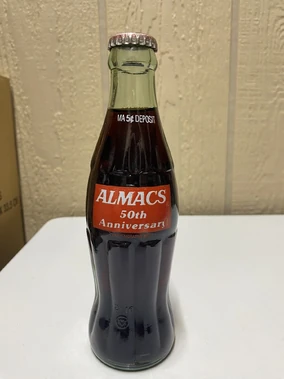 MA 5¢ DEPOSIT
ALMACS
50th
Anniversary